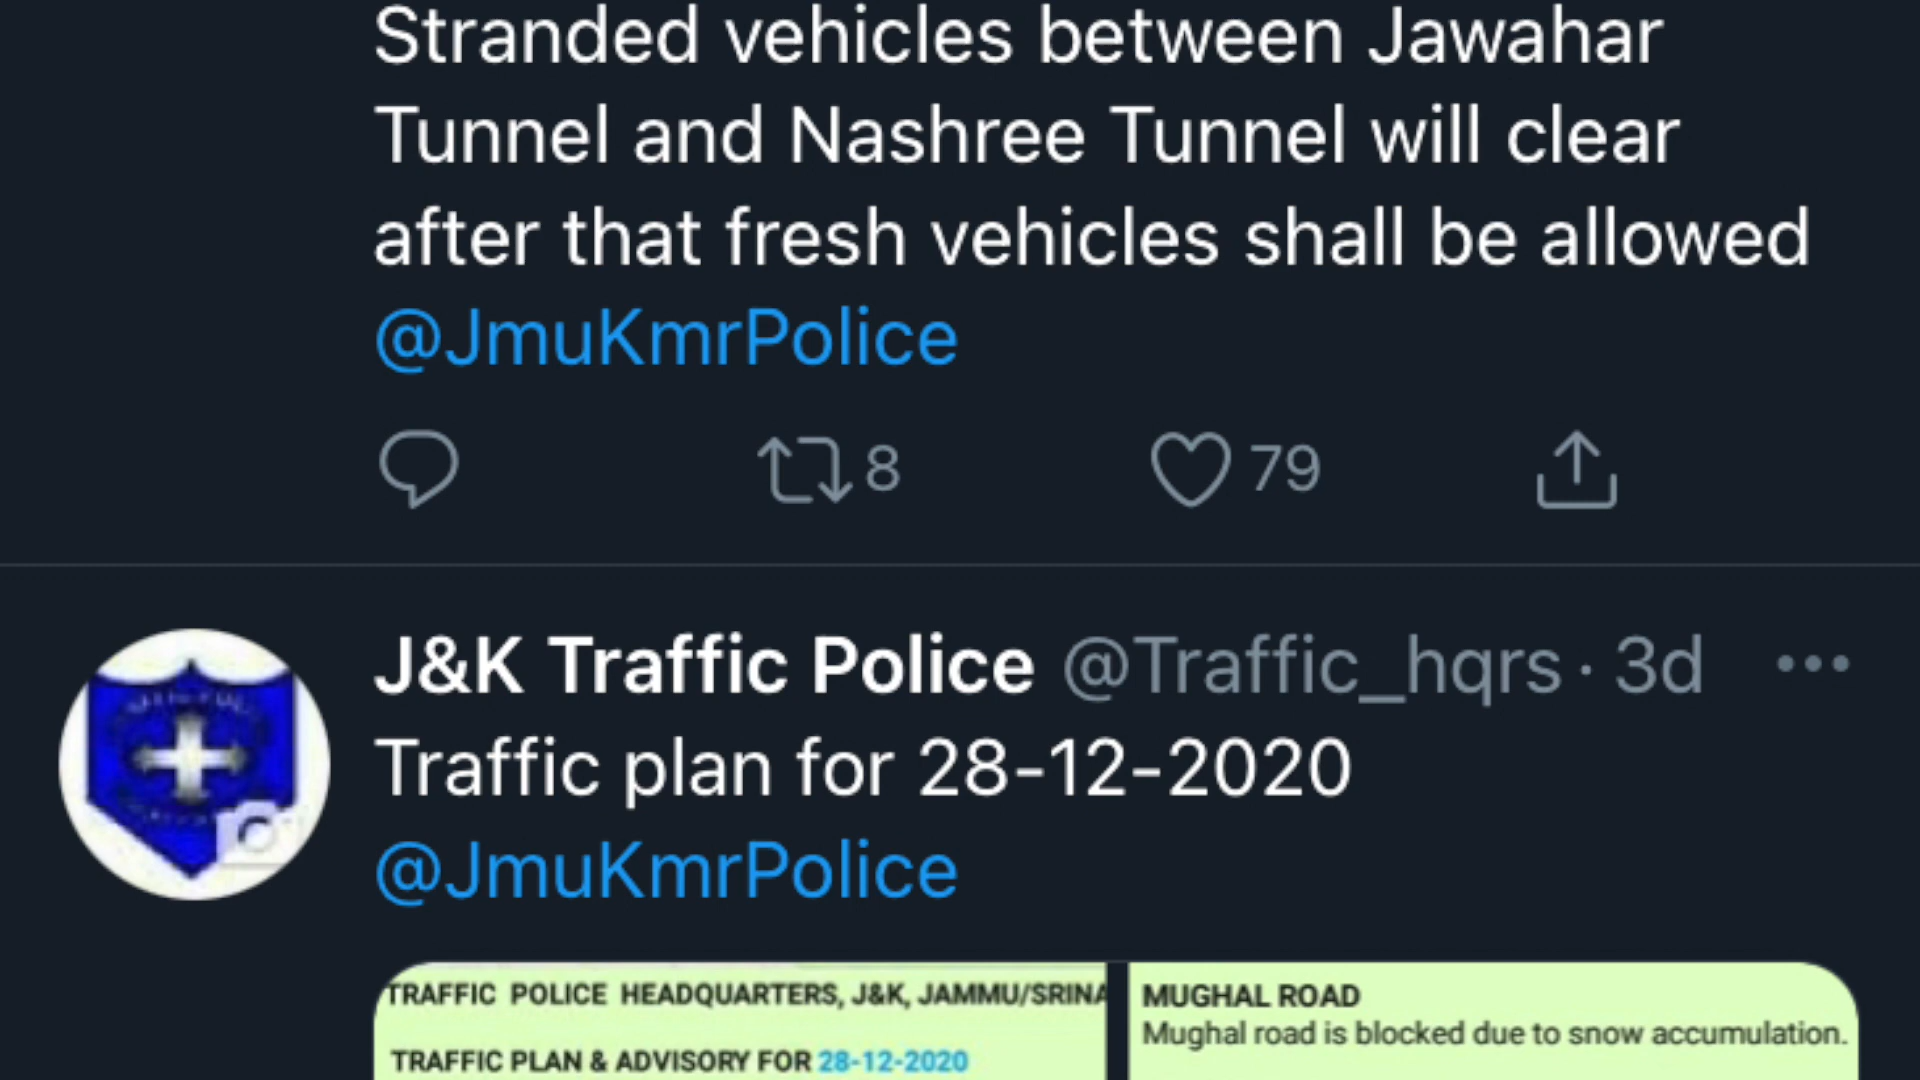 Stranded vehicles between Jawahar
Tunnel and Nashree Tunnel will clear
after that fresh vehicles shall be allowed
@JmuKmrPolice
8 79
J&K Traffic Police @Traffic_hqrs · 3d
Traffic plan for 28-12-2020
@JmuKmrPolice
TRAFFIC POLICE HEADQUARTERS, J&K, JAMMU/SRINA
TRAFFIC PLAN & ADVISORY FOR 28-12-2020
MUGHAL ROAD
Mughal road is blocked due to snow accumulation.